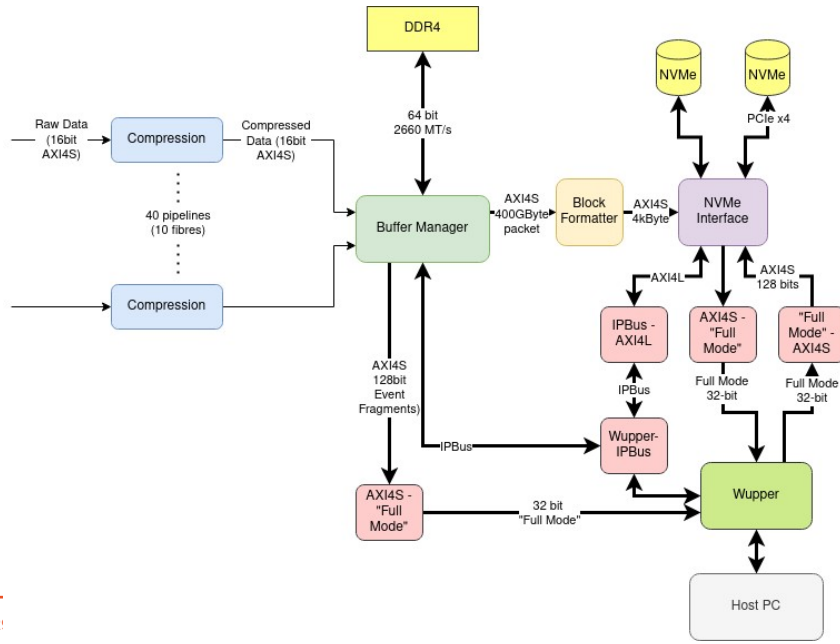 DDR4
NVMe
NVMe
64 bit
2660 MT/s
PCIe x4
Raw Data
(16bit
AXI4S)
Compression
Compressed
Data (16bit
AXI4S)
40 pipelines
(10 fibres)
Compression
Buffer Manager
AXI4S
400GByte
packet
Block
Formatter
AXI4S
4kByte
NVMe
Interface
AXI4L
AXI4S
128 bits
IPBus -
AXI4L
AXI4S -
"Full
Mode"
"Full
Mode" -
AXI4S
AXI4S
128bit
Event
Fragments)
IPBus
Full Mode
32-bit
Full Mode
32-bit
IPBus
Wupper-
IPBus
AXI4S -
"Full
Mode"
32 bit
"Full Mode"
Wupper
Host PC